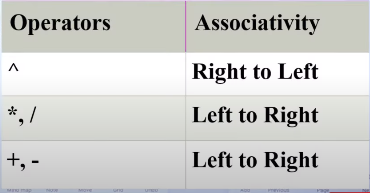 Operators Associativity
^ Right to Left
*, / Left to Right
+, - Left to Right